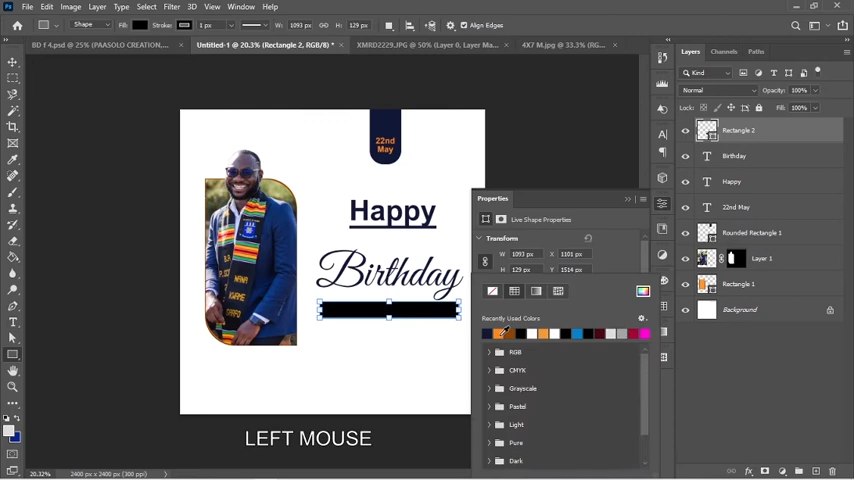 File Edit Image Layer Type Select Filter 3D View Window Help
Shape Fill: Stroke: 1 px W: 1093 px H: 129 px Align Edges
BD f 4.psd @ 25% (PAASOLO CREATION, ... × Untitled-1 @ 20.3% (Rectangle 2, RGB/8) * × XMRD2229.JPG @ 50% (Layer 0, Layer Ma... × 4X7 M.jpg @ 33.3% (RG... ×
Layers Channels Paths
Kind
Normal Opacity: 100%
Lock: Fill: 100%
Rectangle 2
Birthday
Happy
22nd May
Rounded Rectangle 1
Layer 1
Rectangle 1
Background
22nd
May
Happy
Birthday
Properties
Live Shape Properties
Transform
W 1093 px X 1101 px
H 129 px Y 1514 px
Recently Used Colors
RGB
CMYK
Grayscale
Pastel
Light
Pure
Dark
LEFT MOUSE
20.32% 2400 px x 2400 px (300 ppi)